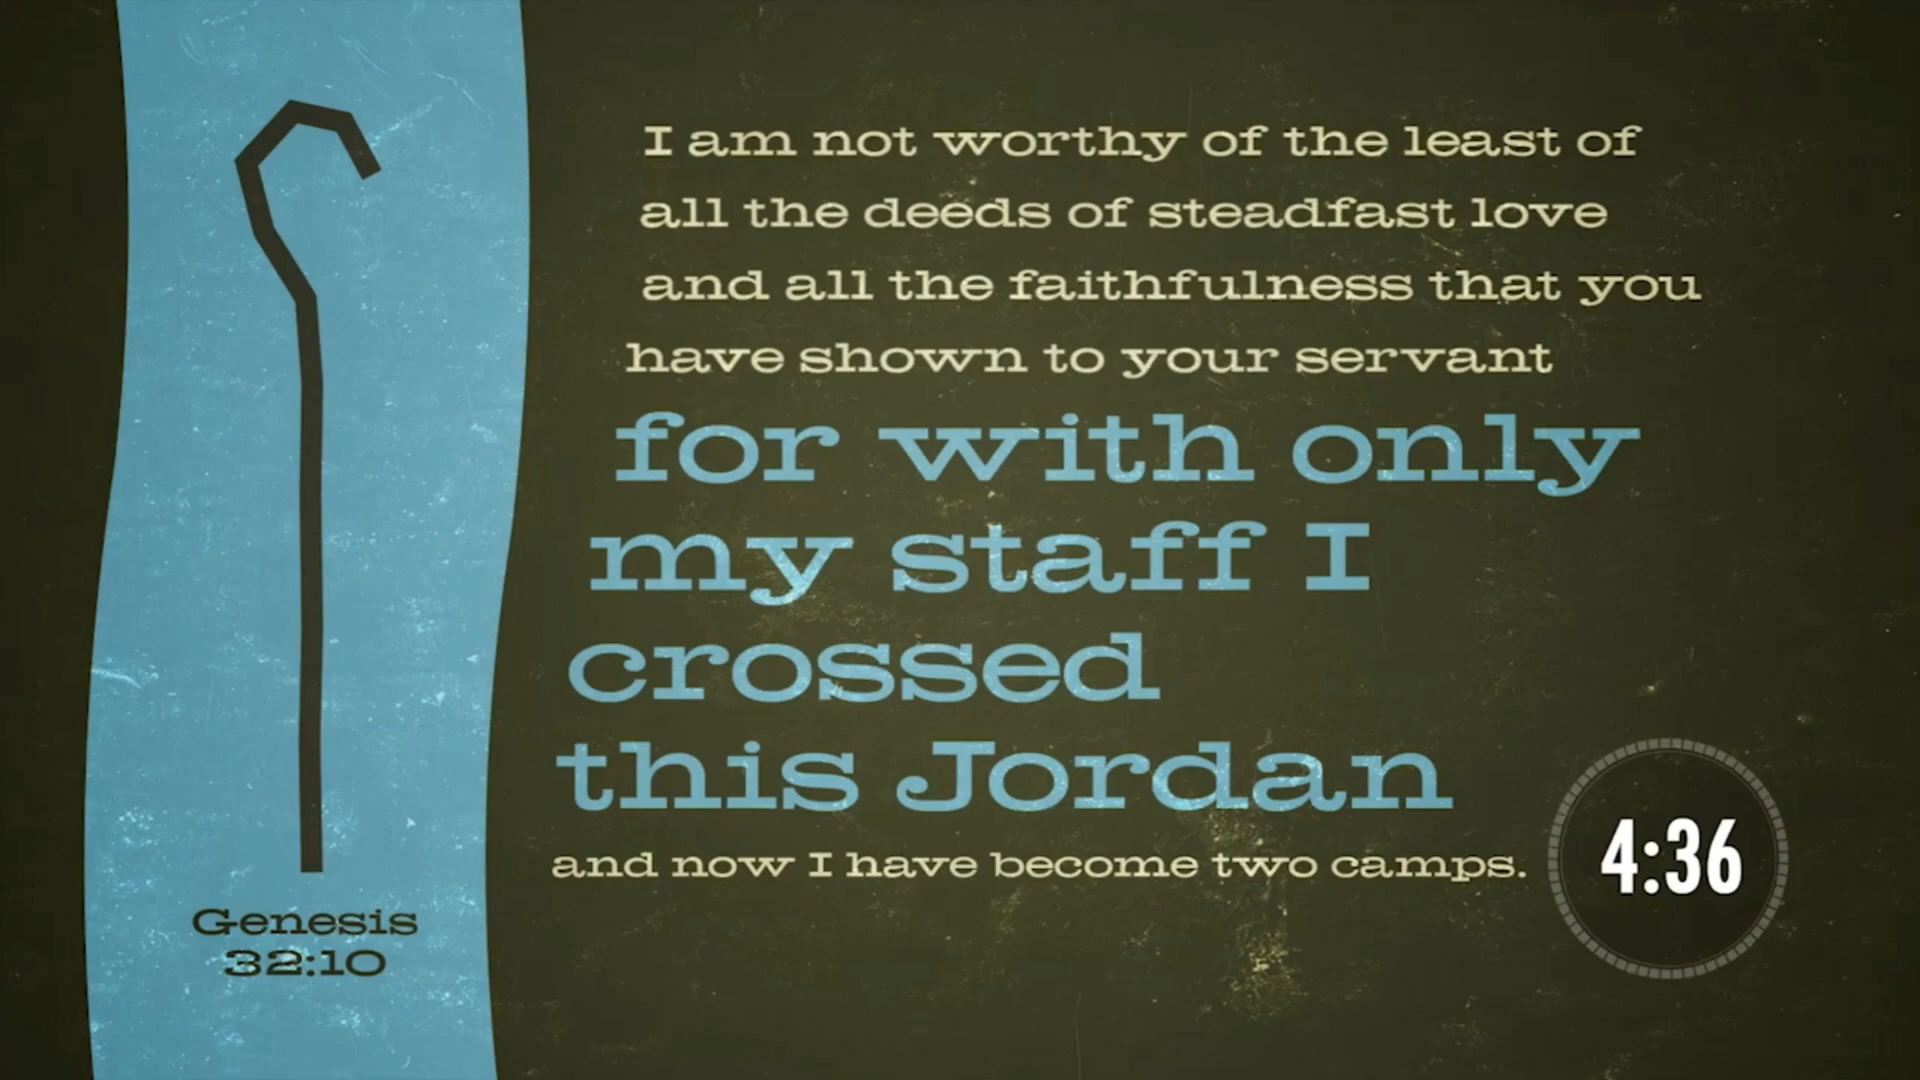 I am not worthy of the least of
all the deeds of steadfast love
and all the faithfulness that you
have shown to your servant
for with only
my staff I
crossed
this Jordan
and now I have become two camps.
4:36
Genesis
32:10